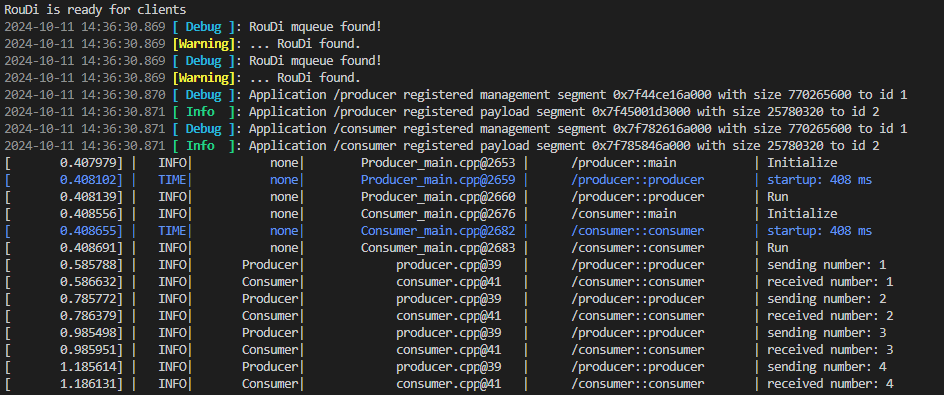 RouDi is ready for clients
2024-10-11 14:36:30.869 [ Debug ]: RouDi mqueue found!
2024-10-11 14:36:30.869 [Warning]: ... RouDi found.
2024-10-11 14:36:30.869 [ Debug ]: RouDi mqueue found!
2024-10-11 14:36:30.869 [Warning]: ... RouDi found.
2024-10-11 14:36:30.870 [ Debug ]: Application /producer registered management segment 0x7f44ce16a000 with size 770265600 to id 1
2024-10-11 14:36:30.871 [ Info  ]: Application /producer registered payload segment 0x7f45001d3000 with size 25780320 to id 2
2024-10-11 14:36:30.871 [ Debug ]: Application /consumer registered management segment 0x7f782616a000 with size 770265600 to id 1
2024-10-11 14:36:30.871 [ Info  ]: Application /consumer registered payload segment 0x7f785846a000 with size 25780320 to id 2
[ 0.407979] | INFO| none| Producer_main.cpp@2653 | /producer::main | Initialize
[ 0.408102] | TIME| none| Producer_main.cpp@2659 | /producer::producer | startup: 408 ms
[ 0.408139] | INFO| none| Producer_main.cpp@2660 | /producer::producer | Run
[ 0.408556] | INFO| none| Consumer_main.cpp@2676 | /consumer::main | Initialize
[ 0.408655] | TIME| none| Consumer_main.cpp@2682 | /consumer::consumer | startup: 408 ms
[ 0.408691] | INFO| none| Consumer_main.cpp@2683 | /consumer::consumer | Run
[ 0.585788] | INFO| Producer| producer.cpp@39 | /producer::producer | sending number: 1
[ 0.586632] | INFO| Consumer| consumer.cpp@41 | /consumer::consumer | received number: 1
[ 0.785772] | INFO| Producer| producer.cpp@39 | /producer::producer | sending number: 2
[ 0.786379] | INFO| Consumer| consumer.cpp@41 | /consumer::consumer | received number: 2
[ 0.985498] | INFO| Producer| producer.cpp@39 | /producer::producer | sending number: 3
[ 0.985951] | INFO| Consumer| consumer.cpp@41 | /consumer::consumer | received number: 3
[ 1.185614] | INFO| Producer| producer.cpp@39 | /producer::producer | sending number: 4
[ 1.186131] | INFO| Consumer| consumer.cpp@41 | /consumer::consumer | received number: 4